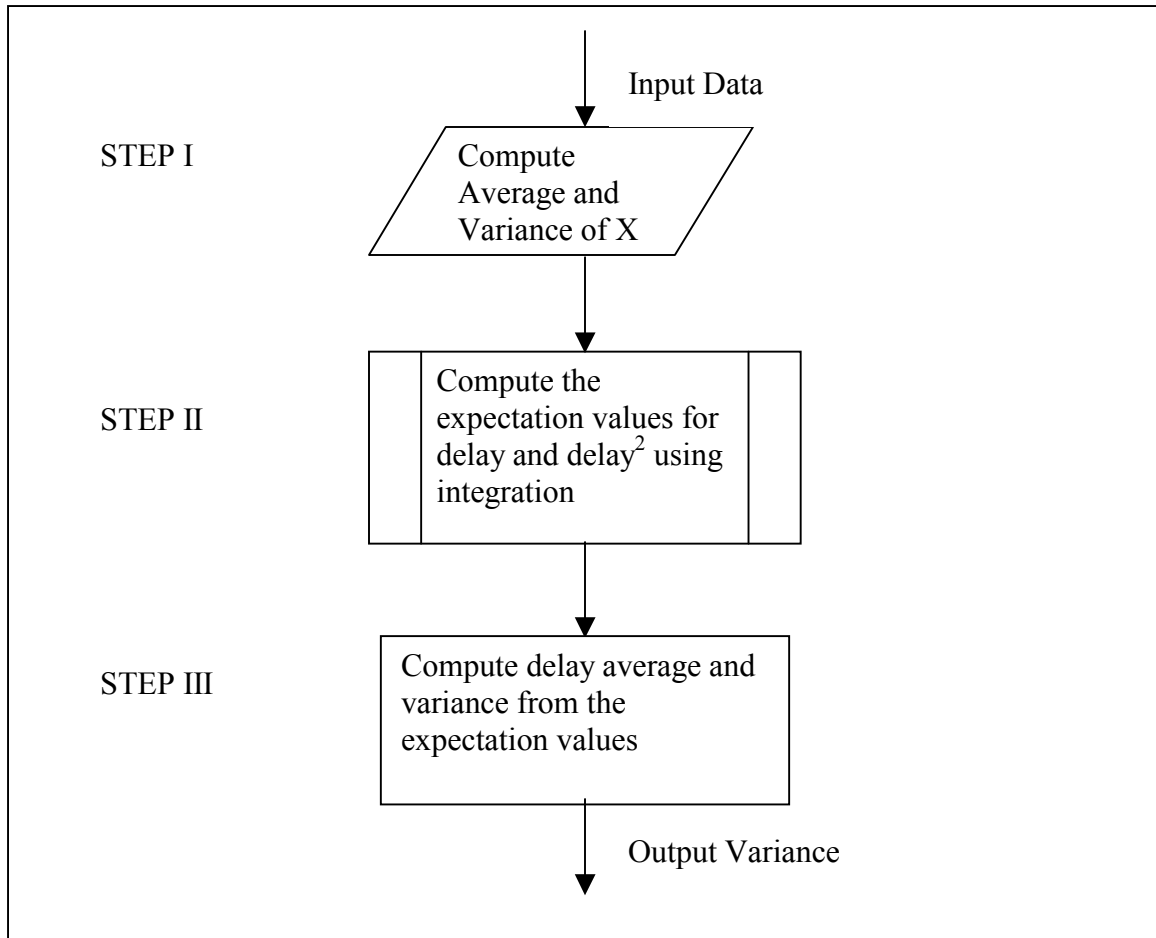 Input Data
STEP I
Compute
Average and
Variance of X
STEP II
Compute the
expectation values for
delay and delay² using
integration
STEP III
Compute delay average and
variance from the
expectation values
Output Variance